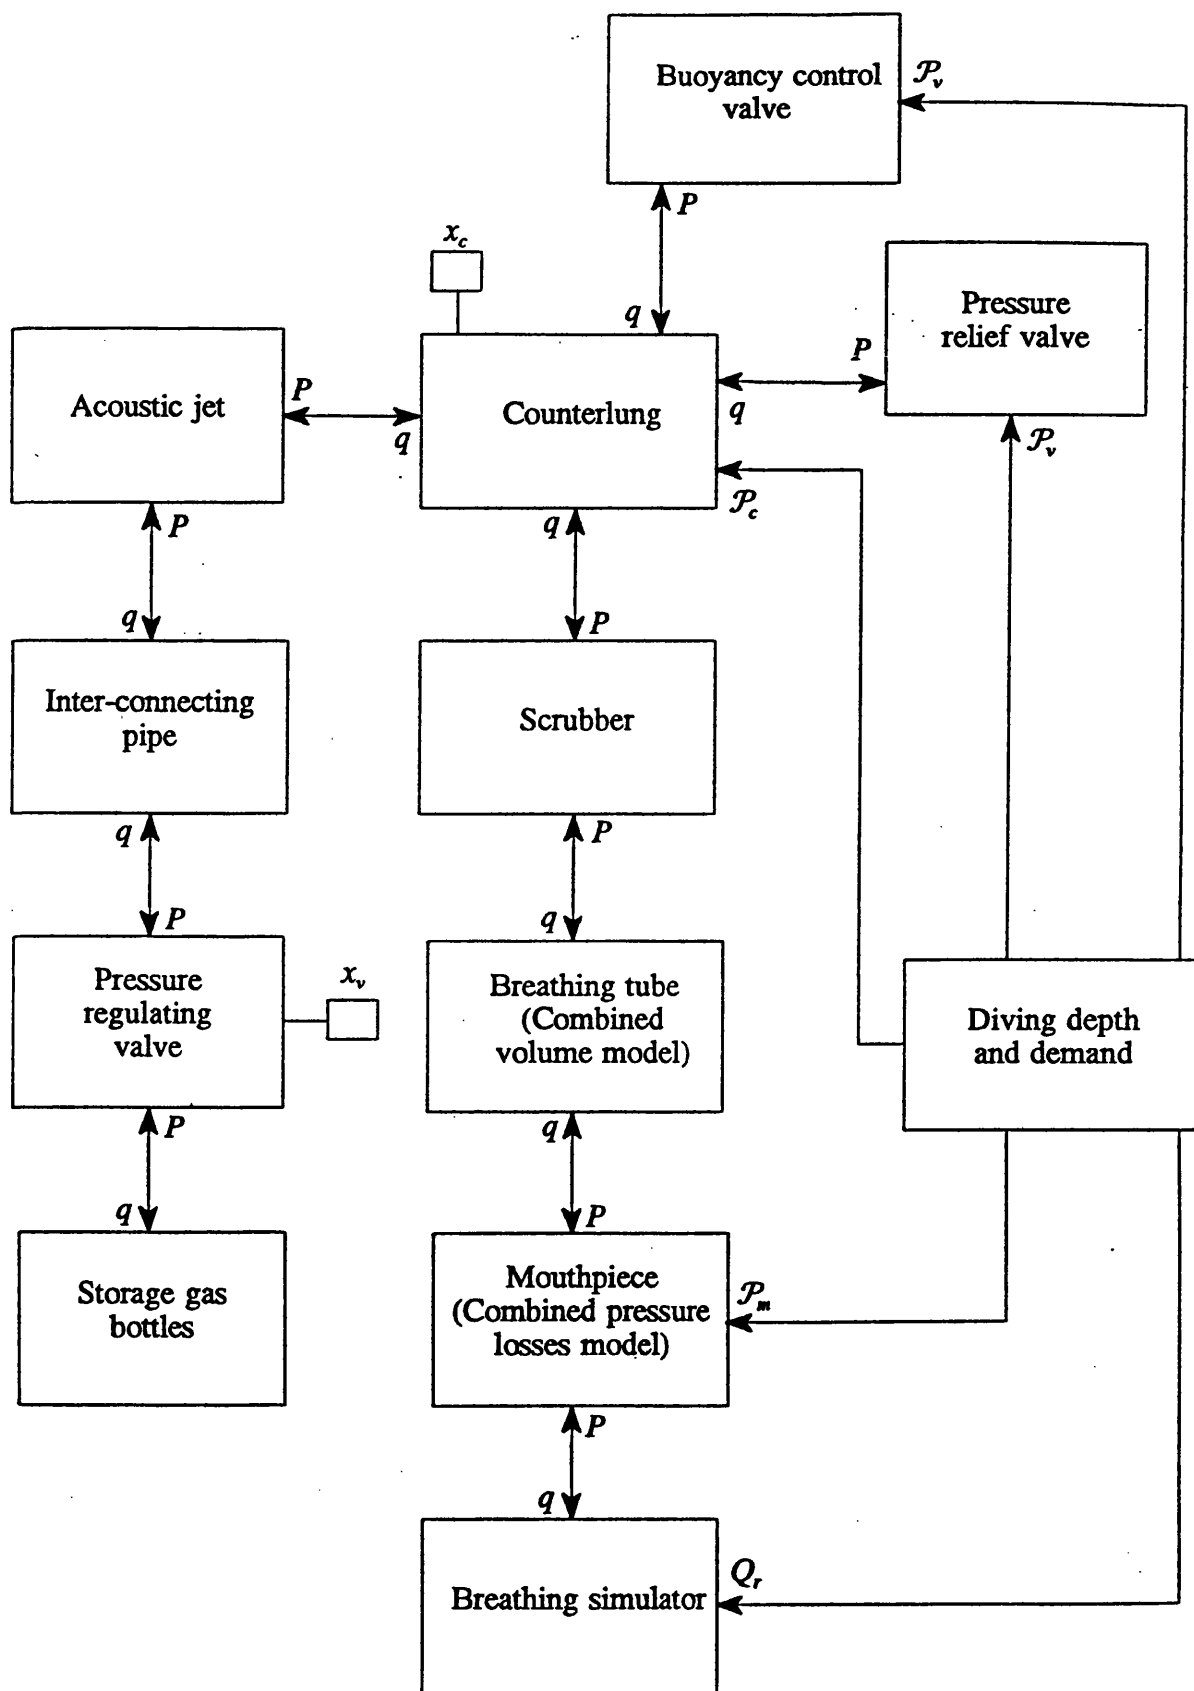 Buoyancy control
valve
𝒫ᵥ
P
x_c
q
Pressure
relief valve
P
q
𝒫ᵥ
Acoustic jet
P
q
Counterlung
𝒫_c
P
q
q
P
Inter-connecting
pipe
Scrubber
q
P
P
q
Pressure
regulating
valve
xᵥ
Breathing tube
(Combined
volume model)
Diving depth
and demand
P
q
q
P
Storage gas
bottles
Mouthpiece
(Combined pressure
losses model)
𝒫ₘ
P
q
Breathing simulator
Qᵣ